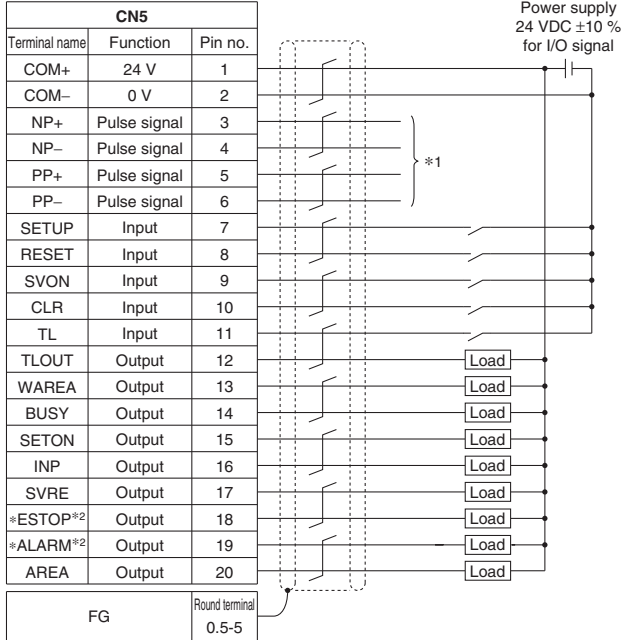 CN5
Terminal name Function Pin no.
COM+ 24 V 1
COM− 0 V 2
NP+ Pulse signal 3
NP− Pulse signal 4
PP+ Pulse signal 5
PP− Pulse signal 6
SETUP Input 7
RESET Input 8
SVON Input 9
CLR Input 10
TL Input 11
TLOUT Output 12
WAREA Output 13
BUSY Output 14
SETON Output 15
INP Output 16
SVRE Output 17
*ESTOP*2 Output 18
*ALARM*2 Output 19
AREA Output 20
FG Round terminal
0.5-5
Power supply
24 VDC ±10 %
for I/O signal
*1
Load
Load
Load
Load
Load
Load
Load
Load
Load